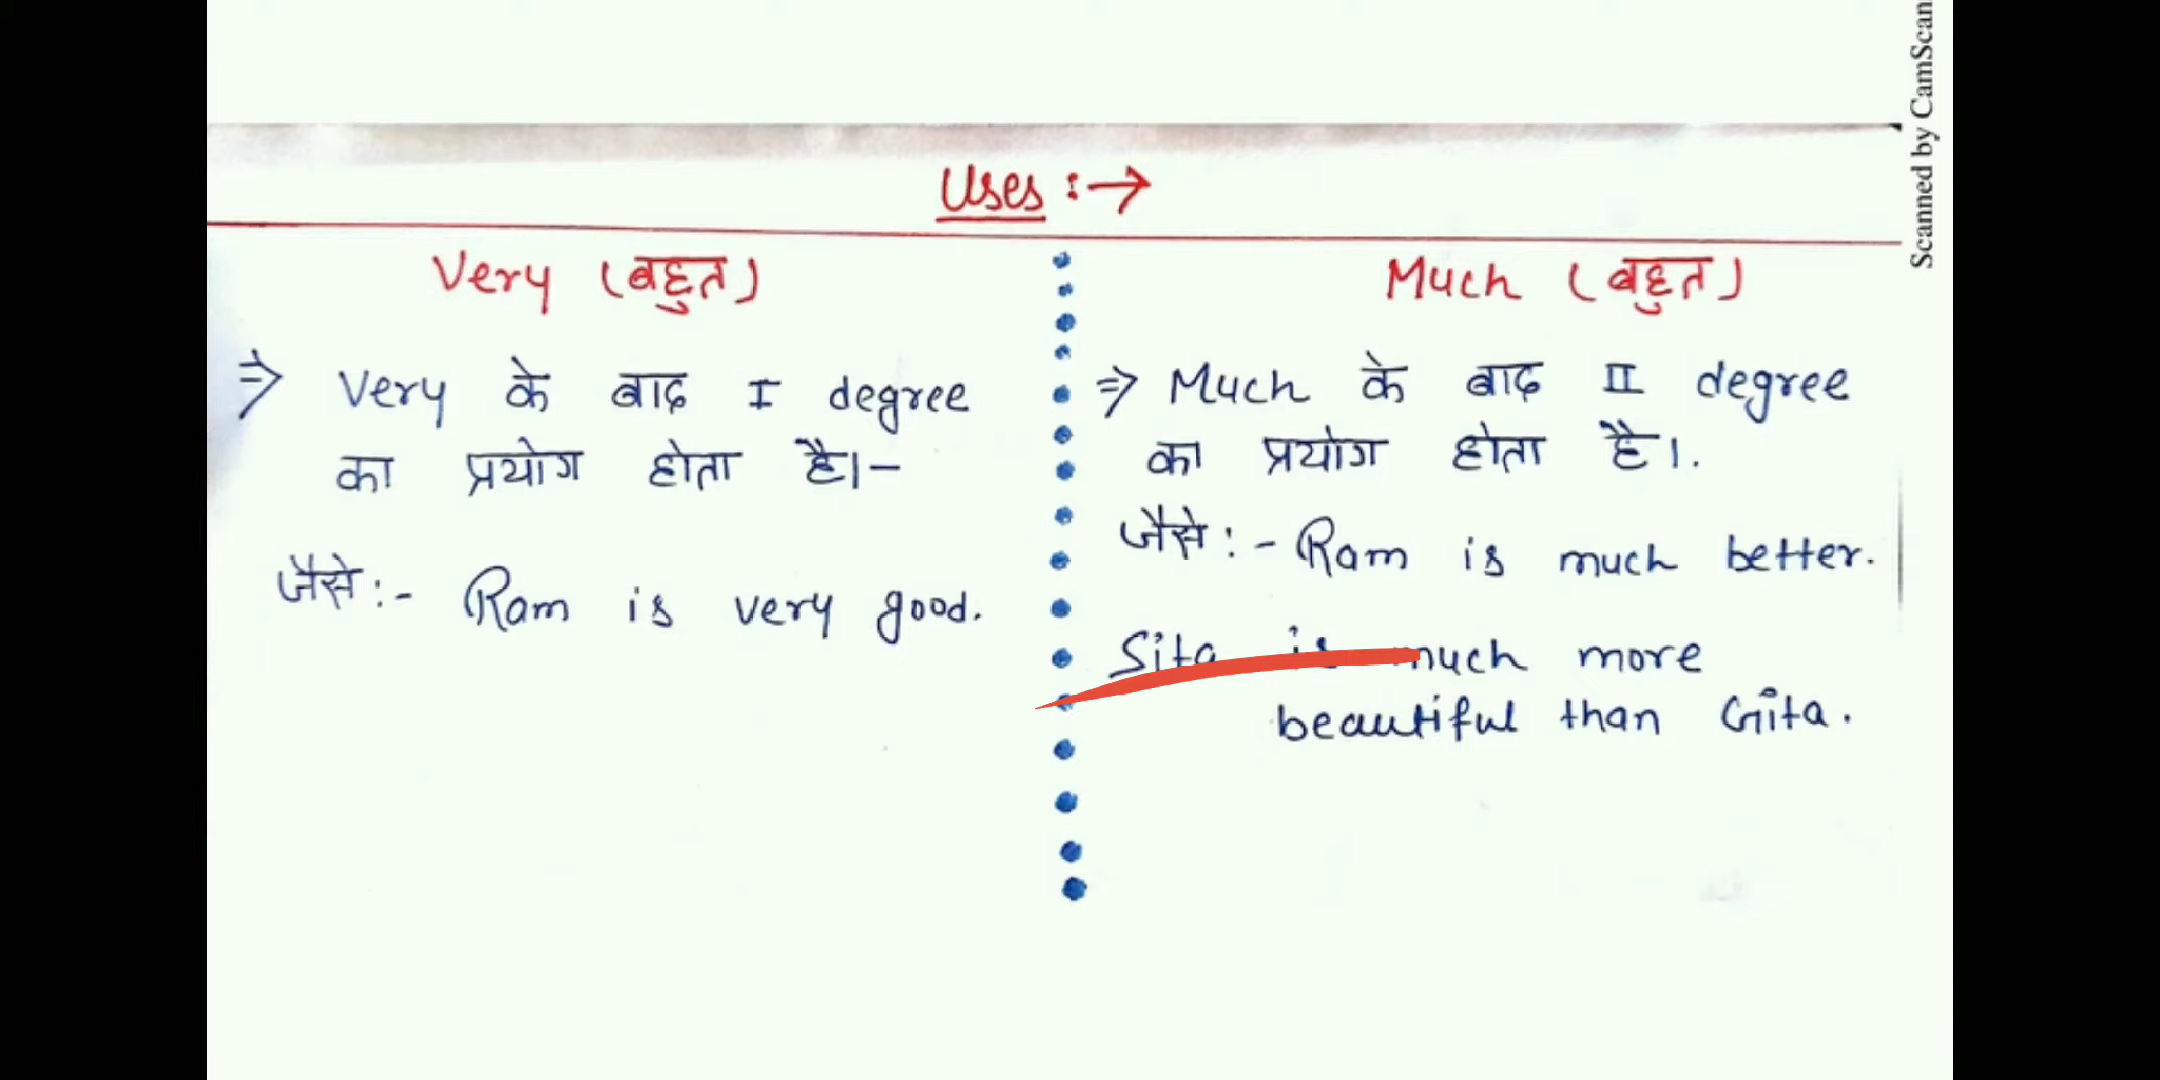 Scanned by CamScan
Uses :→
Very (बहुत)
⇒ Very के बाद I degree
का प्रयोग होता है।-
जैसे:- Ram is very good.
Much (बहुत)
⇒ Much के बाद II degree
का प्रयोग होता है।.
जैसे:- Ram is much better.
Sita is much more
beautiful than Gita.